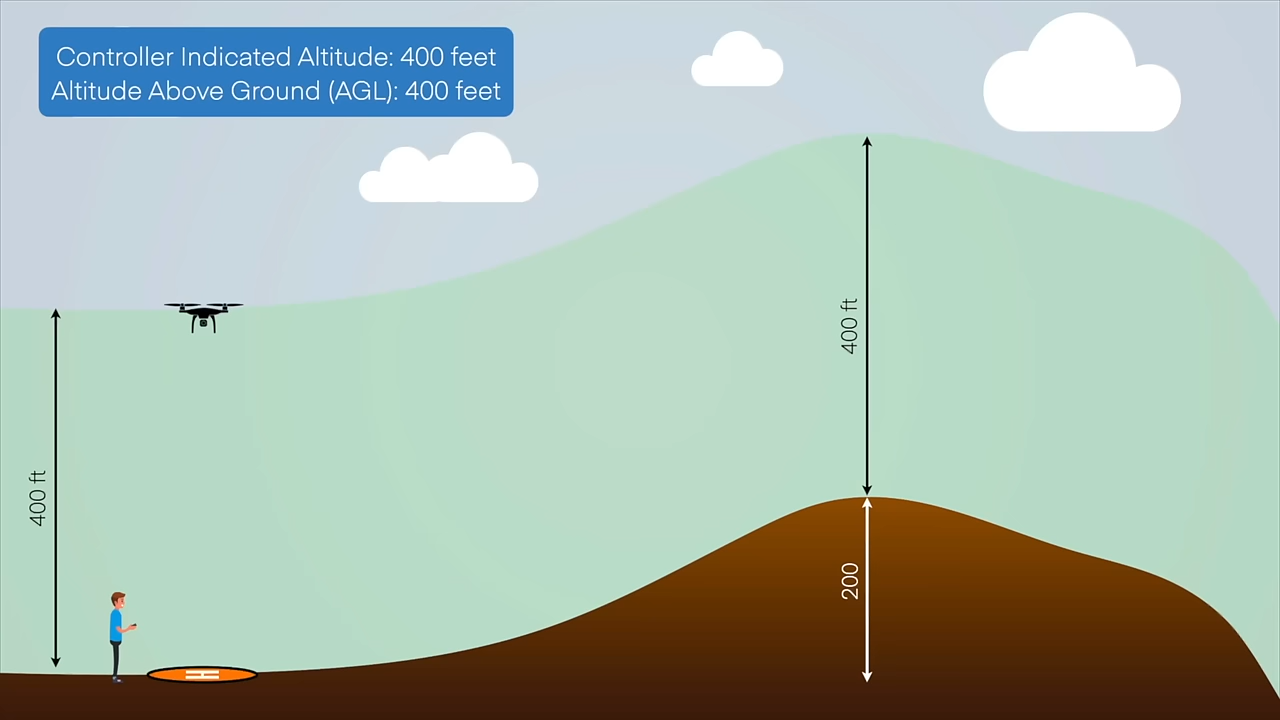 Controller Indicated Altitude: 400 feet
Altitude Above Ground (AGL): 400 feet
400 ft
400 ft
200
H